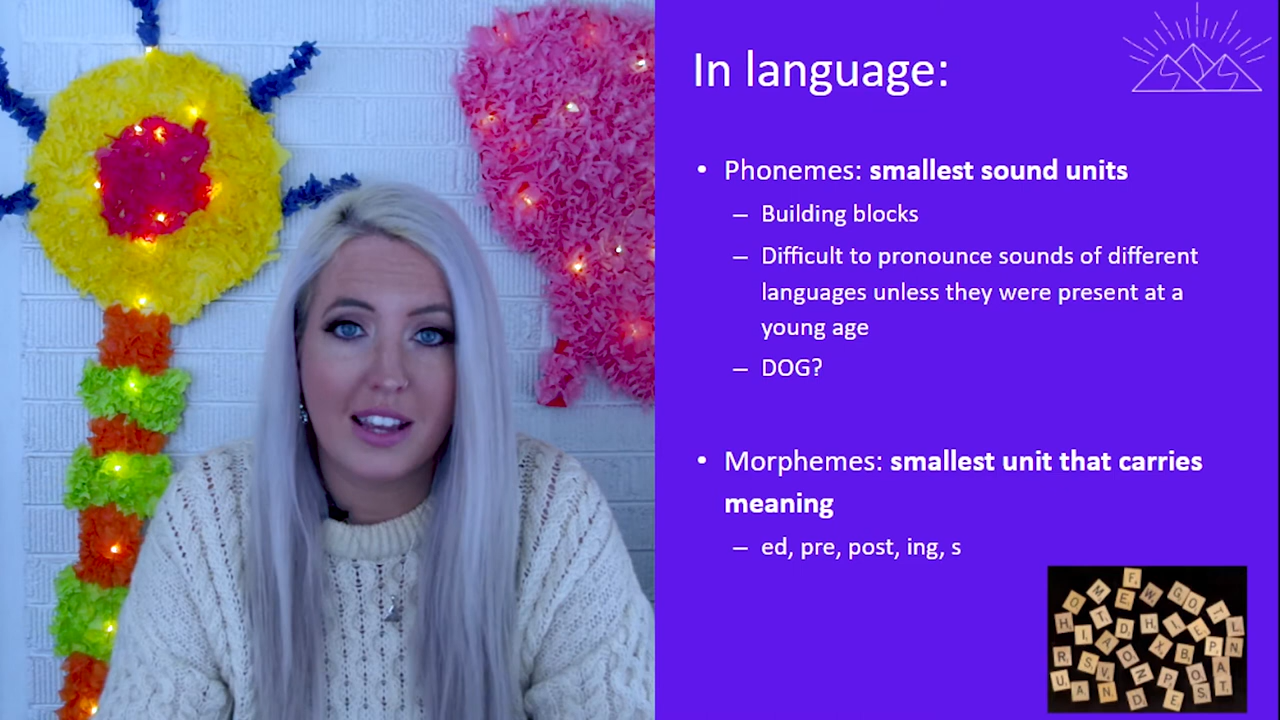 In language:
• Phonemes: smallest sound units
– Building blocks
– Difficult to pronounce sounds of different
languages unless they were present at a
young age
– DOG?
• Morphemes: smallest unit that carries
meaning
– ed, pre, post, ing, s